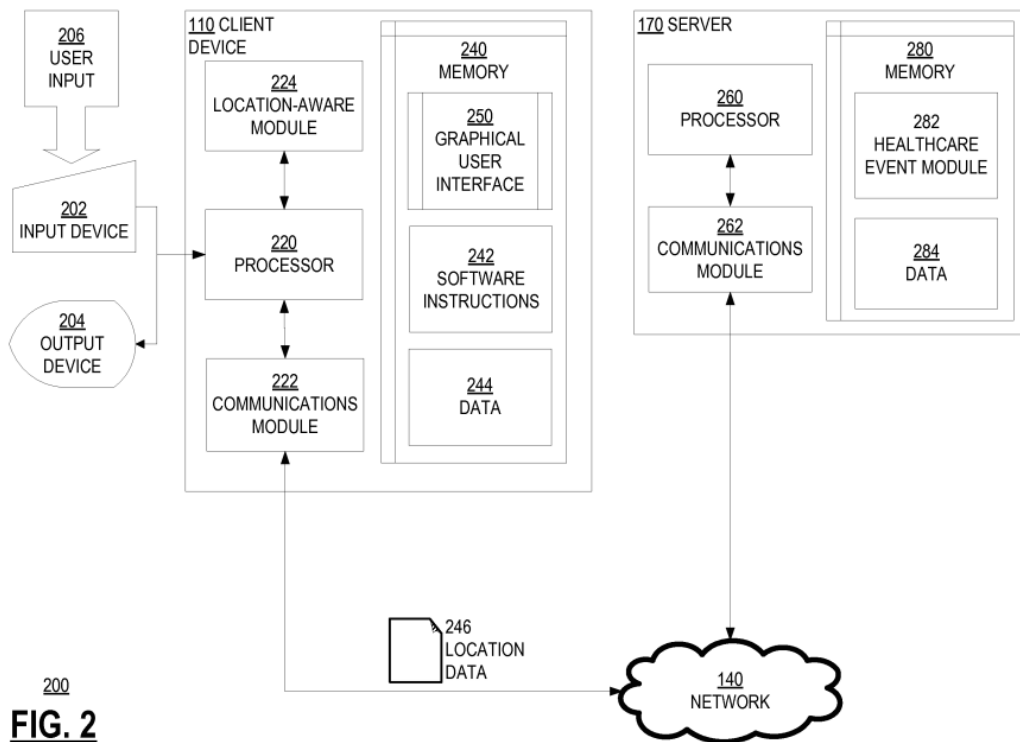 206
USER
INPUT
202
INPUT DEVICE
204
OUTPUT
DEVICE
110 CLIENT
DEVICE
224
LOCATION-AWARE
MODULE
220
PROCESSOR
222
COMMUNICATIONS
MODULE
240
MEMORY
250
GRAPHICAL
USER
INTERFACE
242
SOFTWARE
INSTRUCTIONS
244
DATA
170 SERVER
260
PROCESSOR
262
COMMUNICATIONS
MODULE
280
MEMORY
282
HEALTHCARE
EVENT MODULE
284
DATA
246
LOCATION
DATA
140
NETWORK
200
FIG. 2